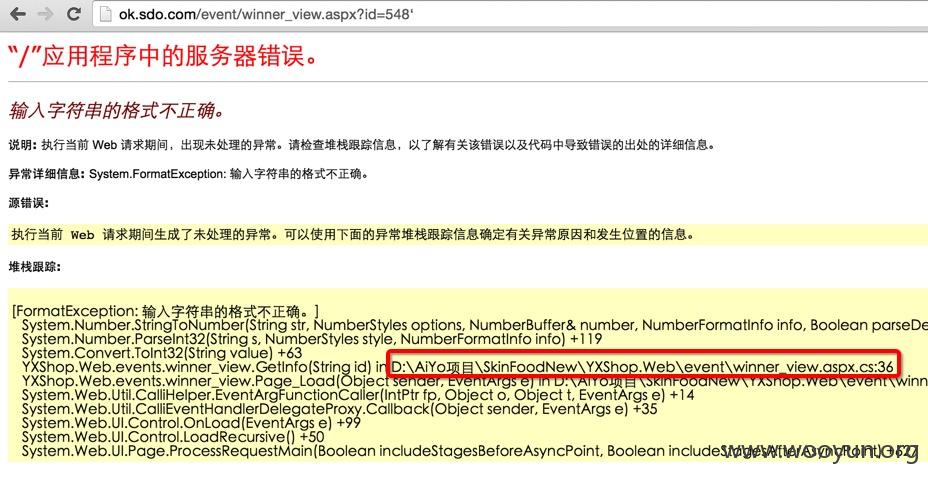 ok.sdo.com/event/winner_view.aspx?id=548'
“/”应用程序中的服务器错误。
输入字符串的格式不正确。
说明: 执行当前 Web 请求期间，出现未处理的异常。请检查堆栈跟踪信息，以了解有关该错误以及代码中导致错误的出处的详细信息。
异常详细信息: System.FormatException: 输入字符串的格式不正确。
源错误:
执行当前 Web 请求期间生成了未处理的异常。可以使用下面的异常堆栈跟踪信息确定有关异常原因和发生位置的信息。
堆栈跟踪:
[FormatException: 输入字符串的格式不正确。]
System.Number.StringToNumber(String str, NumberStyles options, NumberBuffer& number, NumberFormatInfo info, Boolean parseDe
System.Number.ParseInt32(String s, NumberStyles style, NumberFormatInfo info) +119
System.Convert.ToInt32(String value) +63
YXShop.Web.events.winner_view.GetInfo(String id) in D:\AiYo项目\SkinFoodNew\YXShop.Web\event\winner_view.aspx.cs:36
YXShop.Web.events.winner_view.Page_Load(Object sender, EventArgs e) in D:\AiYo项目\SkinFoodNew\YXShop.Web\event\winn
System.Web.Util.CalliHelper.EventArgFunctionCaller(IntPtr fp, Object o, Object t, EventArgs e) +14
System.Web.Util.CalliEventHandlerDelegateProxy.Callback(Object sender, EventArgs e) +35
System.Web.UI.Control.OnLoad(EventArgs e) +99
System.Web.UI.Control.LoadRecursive() +50
System.Web.UI.Page.ProcessRequestMain(Boolean includeStagesBeforeAsyncPoint, Boolean includeStagesAfterAsyncPoint) +627
www.wooyun.org